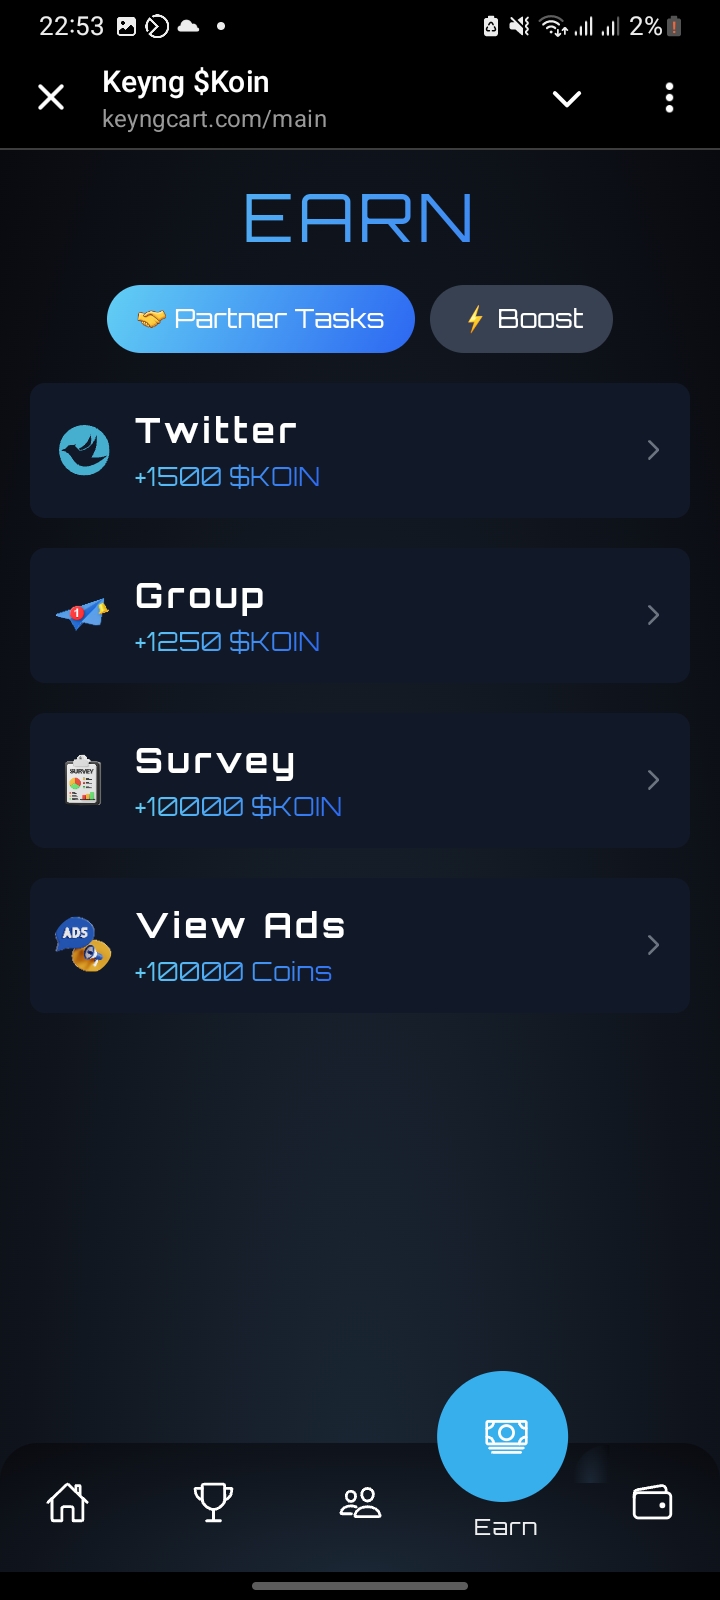 22:53
2%
Keyng $Koin
keyngcart.com/main
EARN
🤝 Partner Tasks
⚡ Boost
Twitter
+1500 $KOIN
1
Group
+1250 $KOIN
SURVEY
Survey
+10000 $KOIN
ADS
View Ads
+10000 Coins
Earn